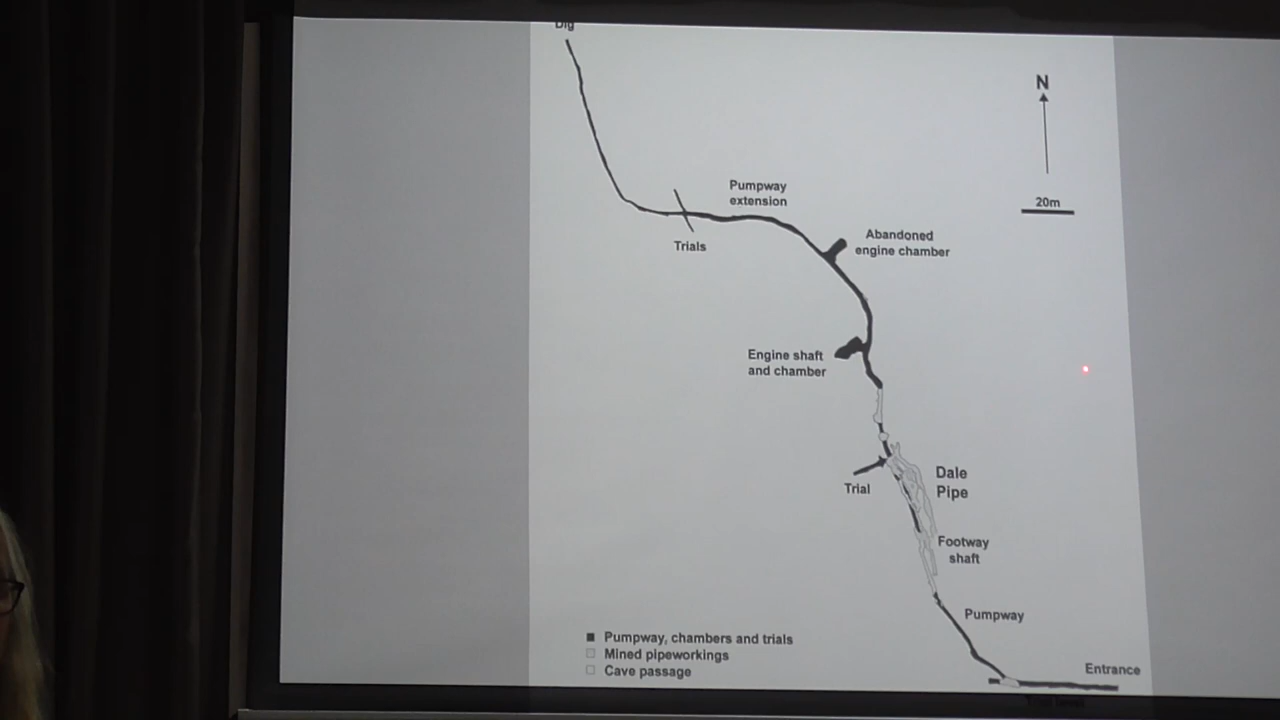 Dig
N
20m
Pumpway
extension
Trials
Abandoned
engine chamber
Engine shaft
and chamber
Trial
Dale
Pipe
Footway
shaft
Pumpway
Entrance
Pumpway, chambers and trials
Mined pipeworkings
Cave passage